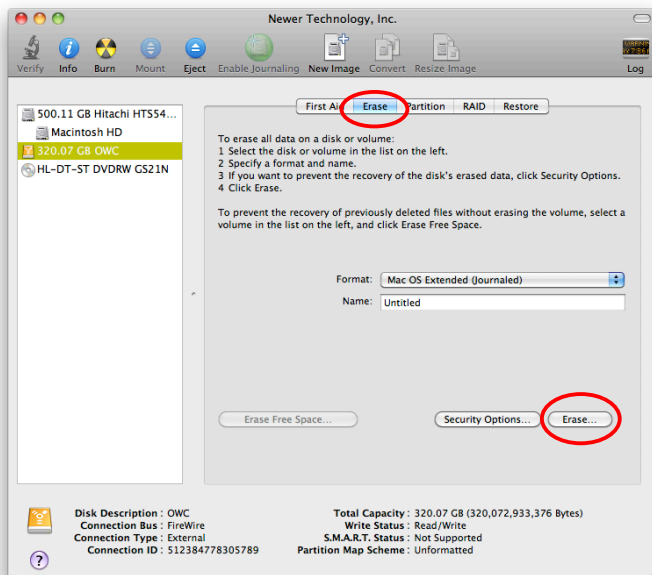 Newer Technology, Inc.
Verify Info Burn Mount Eject Enable Journaling New Image Convert Resize Image Log
First Aid Erase Partition RAID Restore
500.11 GB Hitachi HTS54...
Macintosh HD
320.07 GB OWC
HL-DT-ST DVDRW GS21N
To erase all data on a disk or volume:
1 Select the disk or volume in the list on the left.
2 Specify a format and name.
3 If you want to prevent the recovery of the disk's erased data, click Security Options.
4 Click Erase.
To prevent the recovery of previously deleted files without erasing the volume, select a
volume in the list on the left, and click Erase Free Space.
Format: Mac OS Extended (Journaled)
Name: Untitled
Erase Free Space... Security Options... Erase...
Disk Description : OWC Total Capacity : 320.07 GB (320,072,933,376 Bytes)
Connection Bus : FireWire Write Status : Read/Write
Connection Type : External S.M.A.R.T. Status : Not Supported
Connection ID : 512384778305789 Partition Map Scheme : Unformatted
?